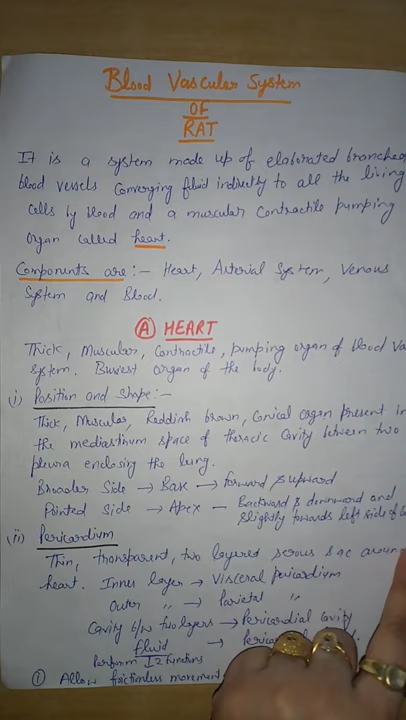 Blood Vascular System
OF
RAT
It is a system made up of elaborated branched
blood vessels converging fluid indirectly to all the living
cells by blood and a muscular contractile pumping
organ called heart.
Components are :- Heart, Arterial System, Venous
System and Blood.
(A) HEART
Thick, Muscular, Contractile, pumping organ of blood va
system. Busiest organ of the body.
(i) Position and Shape :-
Thick, Muscular, Reddish brown, Conical organ present in
the mediastinum space of thoracic cavity between two
pleura enclosing the lung.
Broader Side → Base → forward & upward
Pointed Side → Apex – Backward & downward and
slightly towards left side of
(ii) Pericardium
Thin, transparent, two layered serous sac aroun
heart. Inner layer → Visceral pericardium
Outer " → Parietal "
Cavity b/w two layers → Pericardial Cavity
fluid →
Perform I2 functions
(i) Allow frictionless movement